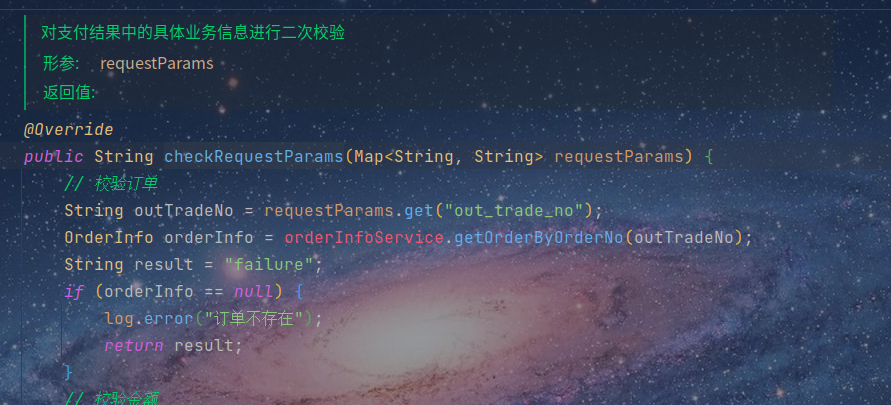 对支付结果中的具体业务信息进行二次校验
形参: requestParams
返回值:
@Override
public String checkRequestParams(Map<String, String> requestParams) {
// 校验订单
String outTradeNo = requestParams.get("out_trade_no");
OrderInfo orderInfo = orderInfoService.getOrderByOrderNo(outTradeNo);
String result = "failure";
if (orderInfo == null) {
log.error("订单不存在");
return result;
}
// 校验金额